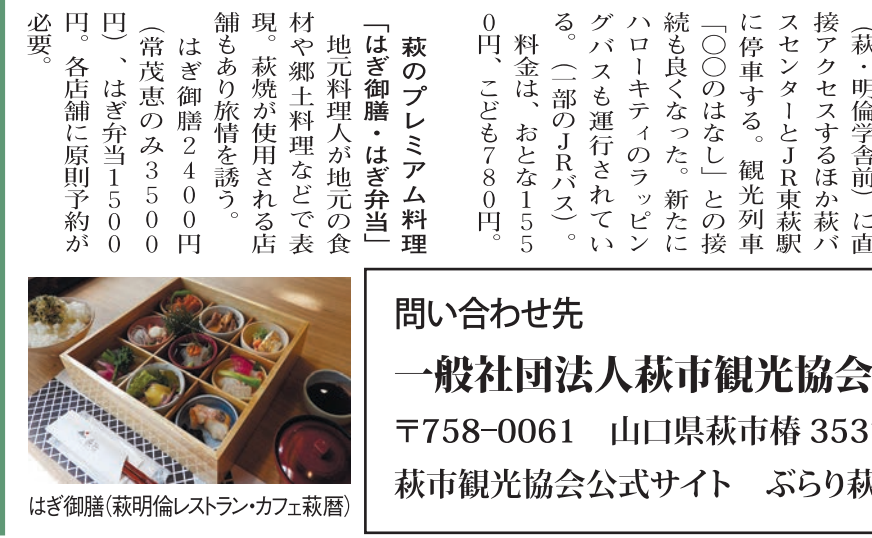 （萩・明倫学舎前）に直
接アクセスするほか萩バ
スセンターとＪＲ東萩駅
に停車する。観光列車
「〇〇のはなし」との接
続も良くなった。新たに
ハローキティのラッピン
グバスも運行されてい
る。（一部のＪＲバス）。
料金は、おとな１５５
０円、こども７８０円。
萩のプレミアム料理
「はぎ御膳・はぎ弁当」
地元料理人が地元の食
材や郷土料理などで表
現。萩焼が使用される店
舗もあり旅情を誘う。
はぎ御膳２４００円
（常茂恵のみ３５００
円）、はぎ弁当１５００
円。各店舗に原則予約が
必要。
はぎ御膳（萩明倫レストラン・カフェ萩暦）
問い合わせ先
一般社団法人萩市観光協会
〒758−0061　山口県萩市椿 353
萩市観光協会公式サイト　ぶらり萩